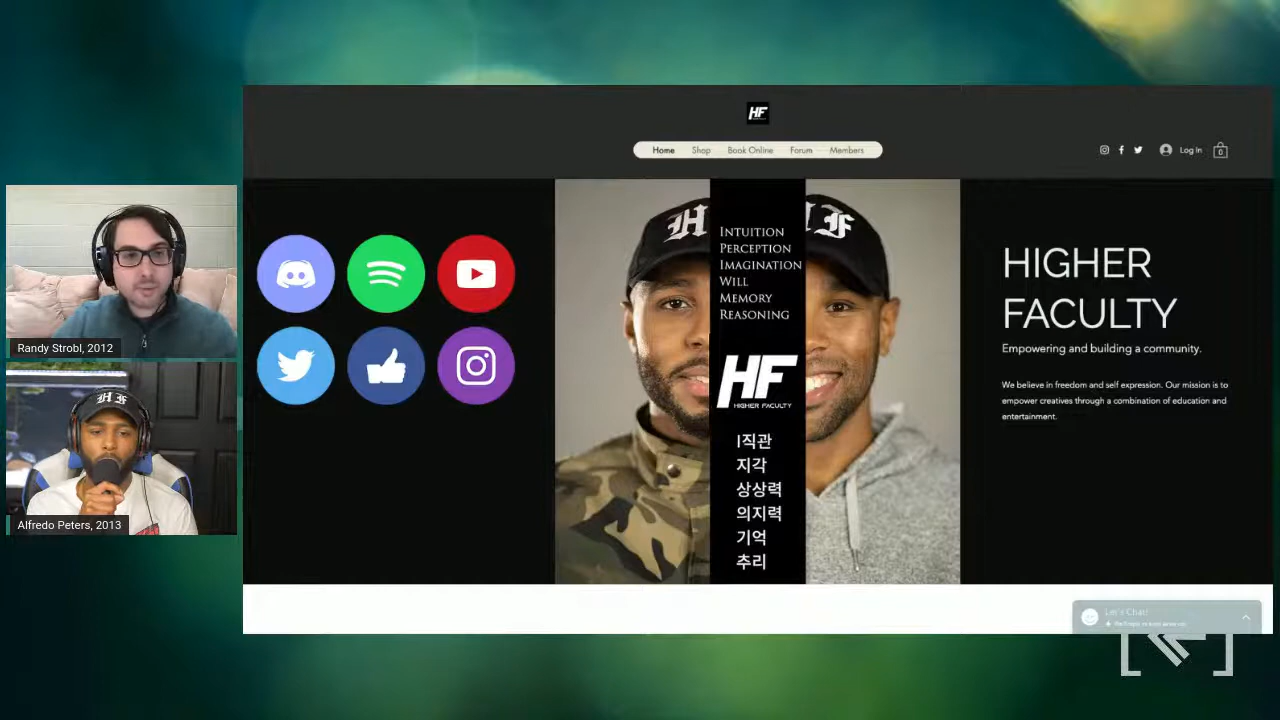 HF
Home Shop Book Online Forum Members
Log In
0
Randy Strobl, 2012
Alfredo Peters, 2013
H F
H
IF
INTUITION
PERCEPTION
IMAGINATION
WILL
MEMORY
REASONING
HF
HIGHER FACULTY
I직관
지각
상상력
의지력
기억
추리
HIGHER
FACULTY
Empowering and building a community.
We believe in freedom and self expression. Our mission is to
empower creatives through a combination of education and
entertainment.
Let's Chat!